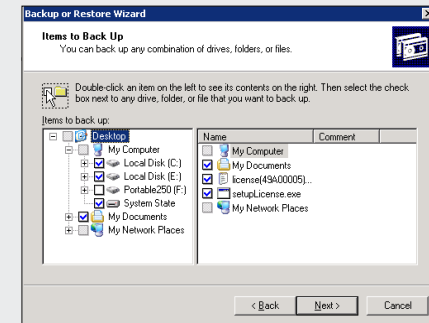 Backup or Restore Wizard
Items to Back Up
You can back up any combination of drives, folders, or files.
Double-click an item on the left to see its contents on the right. Then select the check
box next to any drive, folder, or file that you want to back up.
Items to back up:
Desktop
My Computer
Local Disk (C:)
Local Disk (E:)
Portable250 (F:)
System State
My Documents
My Network Places
Name Comment
My Computer
My Documents
license(49A00005)...
setupLicense.exe
My Network Places
< Back Next > Cancel